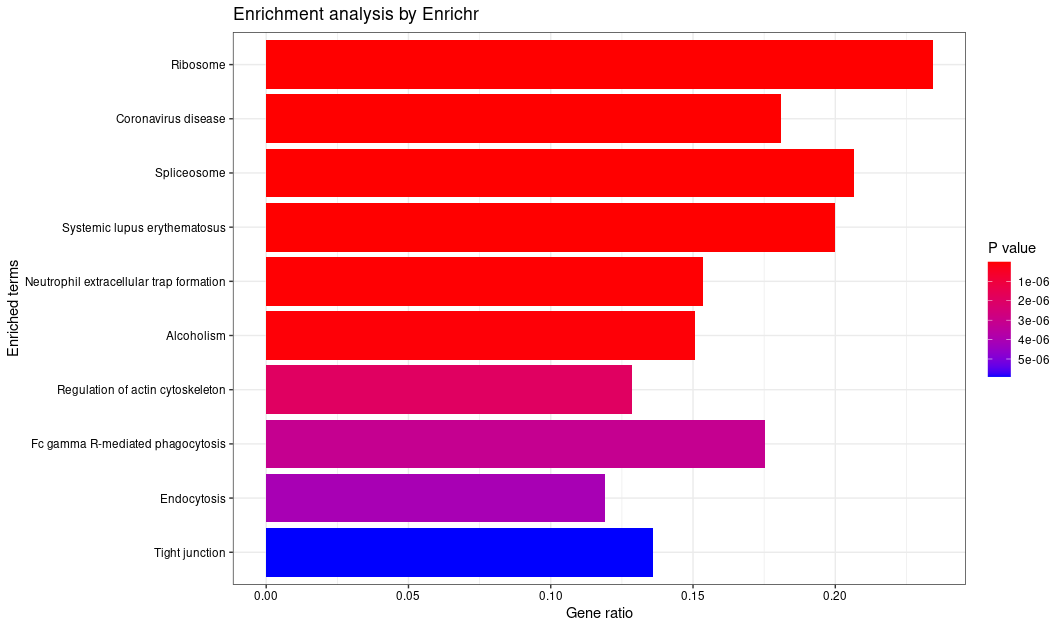 Enrichment analysis by Enrichr
Enriched terms
Ribosome
Coronavirus disease
Spliceosome
Systemic lupus erythematosus
Neutrophil extracellular trap formation
Alcoholism
Regulation of actin cytoskeleton
Fc gamma R-mediated phagocytosis
Endocytosis
Tight junction
0.00 0.05 0.10 0.15 0.20
Gene ratio
P value
1e-06
2e-06
3e-06
4e-06
5e-06